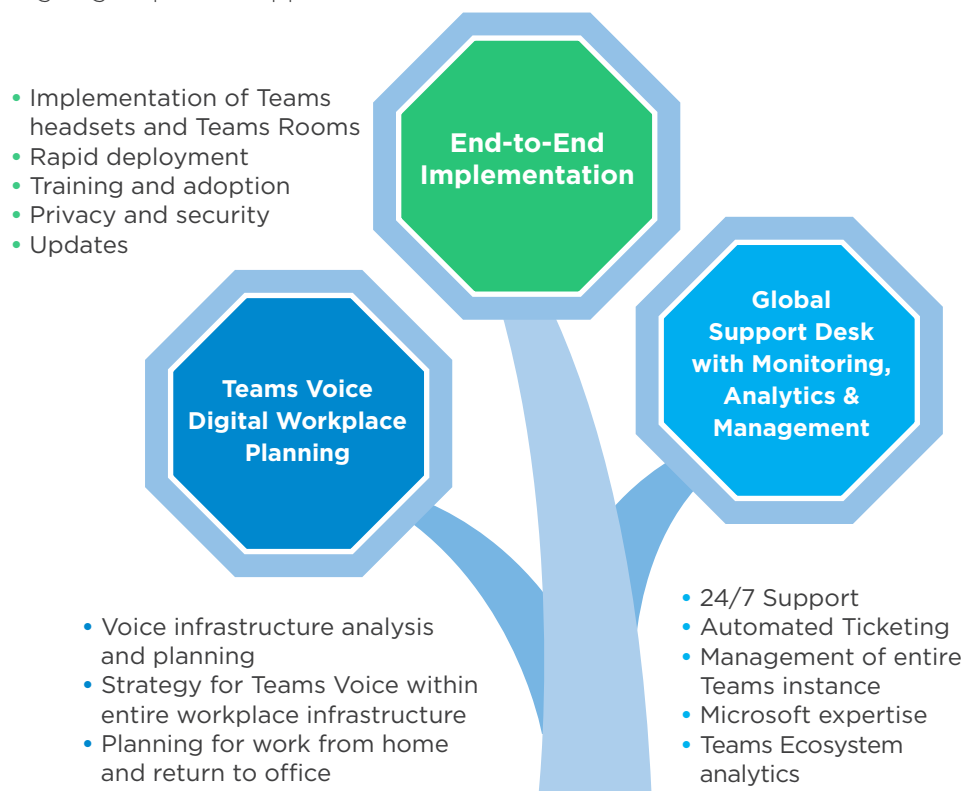 • Implementation of Teams
headsets and Teams Rooms
• Rapid deployment
• Training and adoption
• Privacy and security
• Updates
End-to-End
Implementation
Teams Voice
Digital Workplace
Planning
Global
Support Desk
with Monitoring,
Analytics &
Management
• Voice infrastructure analysis
and planning
• Strategy for Teams Voice within
entire workplace infrastructure
• Planning for work from home
and return to office
• 24/7 Support
• Automated Ticketing
• Management of entire
Teams instance
• Microsoft expertise
• Teams Ecosystem
analytics